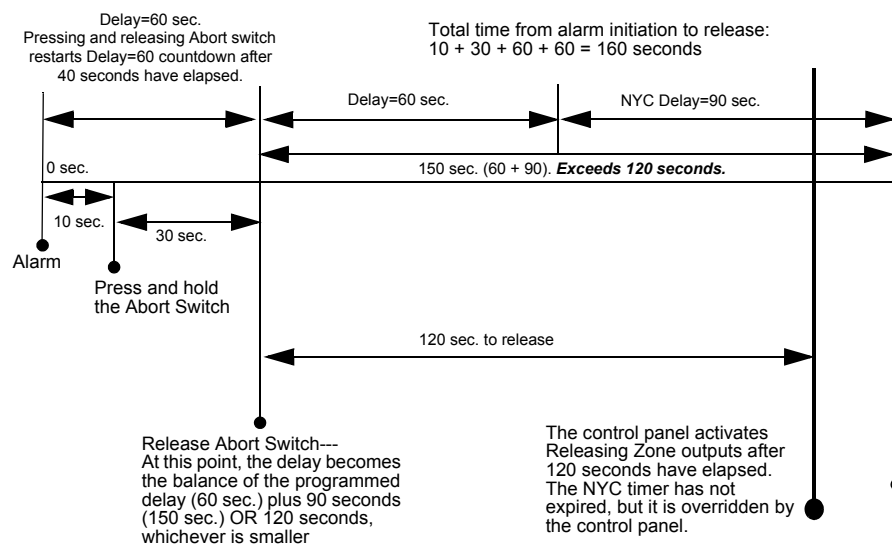 Delay=60 sec.
Pressing and releasing Abort switch
restarts Delay=60 countdown after
40 seconds have elapsed.
Total time from alarm initiation to release:
10 + 30 + 60 + 60 = 160 seconds
Delay=60 sec.
NYC Delay=90 sec.
0 sec.
150 sec. (60 + 90). Exceeds 120 seconds.
10 sec.
30 sec.
Alarm
Press and hold
the Abort Switch
120 sec. to release
Release Abort Switch---
At this point, the delay becomes
the balance of the programmed
delay (60 sec.) plus 90 seconds
(150 sec.) OR 120 seconds,
whichever is smaller
The control panel activates
Releasing Zone outputs after
120 seconds have elapsed.
The NYC timer has not
expired, but it is overridden by
the control panel.